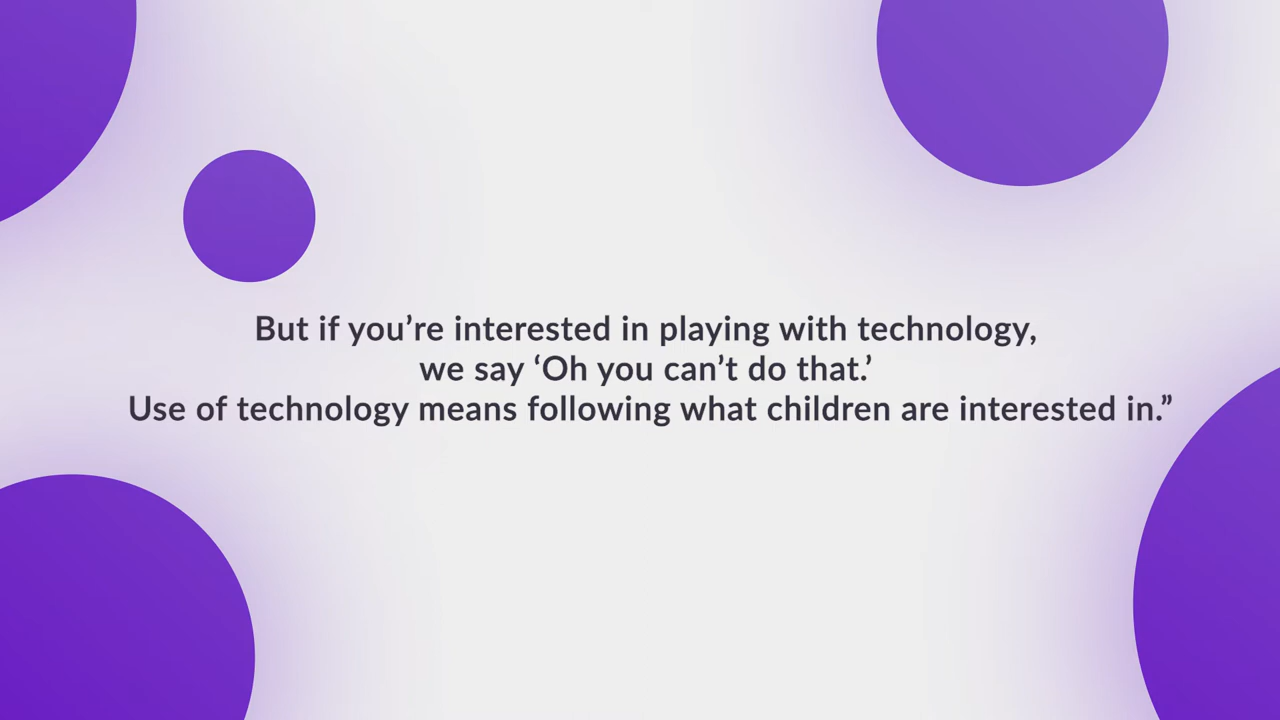 But if you’re interested in playing with technology,
we say ‘Oh you can’t do that.’
Use of technology means following what children are interested in.”